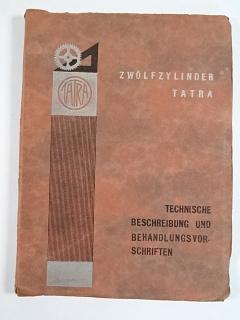 ZWÖLFZYLINDER
TATRA
TATRA
TECHNISCHE
BESCHREIBUNG UND
BEHANDLUNGSVOR-
SCHRIFTEN